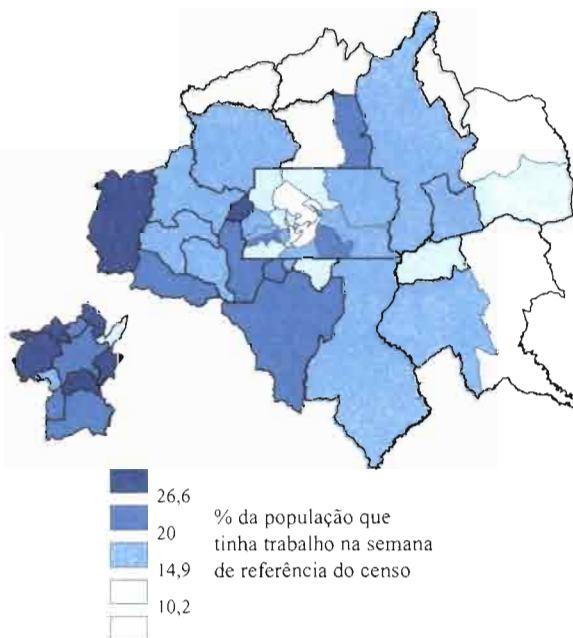 26,6
20
14,9
10,2
% da população que
tinha trabalho na semana
de referência do censo